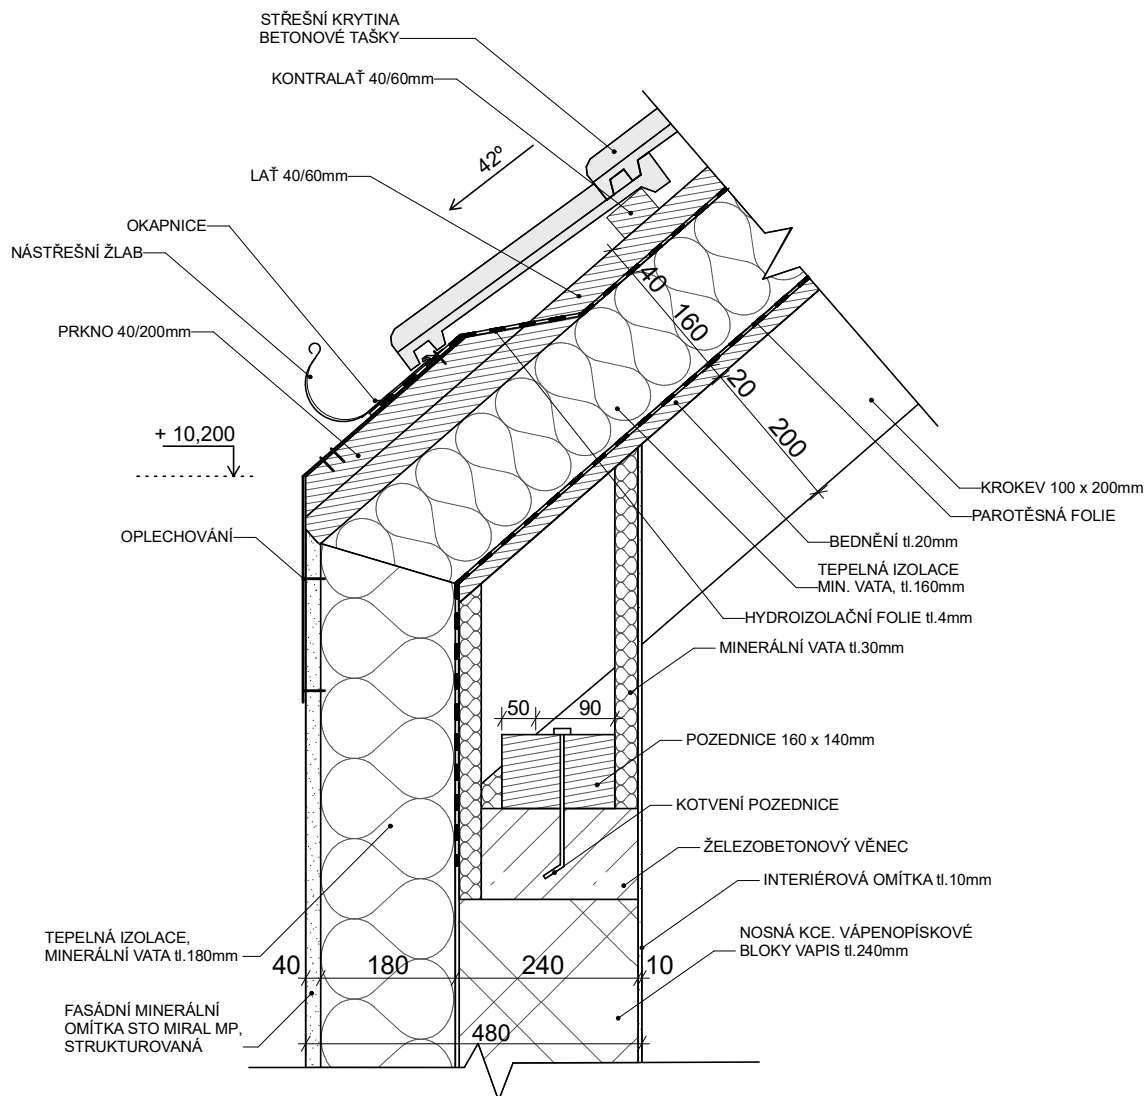 STŘEŠNÍ KRYTINA
BETONOVÉ TAŠKY
KONTRALAŤ 40/60mm
42º
LAŤ 40/60mm
OKAPNICE
NÁSTŘEŠNÍ ŽLAB
PRKNO 40/200mm
40
160
20
200
+ 10,200
KROKEV 100 x 200mm
PAROTĚSNÁ FOLIE
OPLECHOVÁNÍ
BEDNĚNÍ tl.20mm
TEPELNÁ IZOLACE
MIN. VATA, tl.160mm
HYDROIZOLAČNÍ FOLIE tl.4mm
MINERÁLNÍ VATA tl.30mm
50
90
POZEDNICE 160 x 140mm
KOTVENÍ POZEDNICE
ŽELEZOBETONOVÝ VĚNEC
INTERIÉROVÁ OMÍTKA tl.10mm
NOSNÁ KCE. VÁPENOPÍSKOVÉ
BLOKY VAPIS tl.240mm
TEPELNÁ IZOLACE,
MINERÁLNÍ VATA tl.180mm
40
180
240
10
FASÁDNÍ MINERÁLNÍ
OMÍTKA STO MIRAL MP,
STRUKTUROVANÁ
480